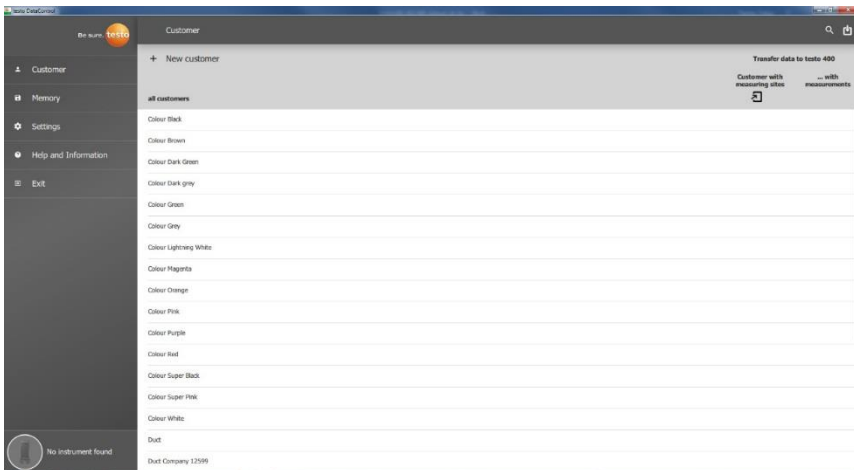 testo DataControl
Be sure. testo
Customer
Customer
Memory
Settings
Help and Information
Exit
No instrument found
+ New customer
Transfer data to testo 400
Customer with
measuring sites
... with
measurements
all customers
Colour Black
Colour Brown
Colour Dark Green
Colour Dark grey
Colour Green
Colour Grey
Colour Lightning White
Colour Magenta
Colour Orange
Colour Pink
Colour Purple
Colour Red
Colour Super Black
Colour Super Pink
Colour White
Duct
Duct Company 12599